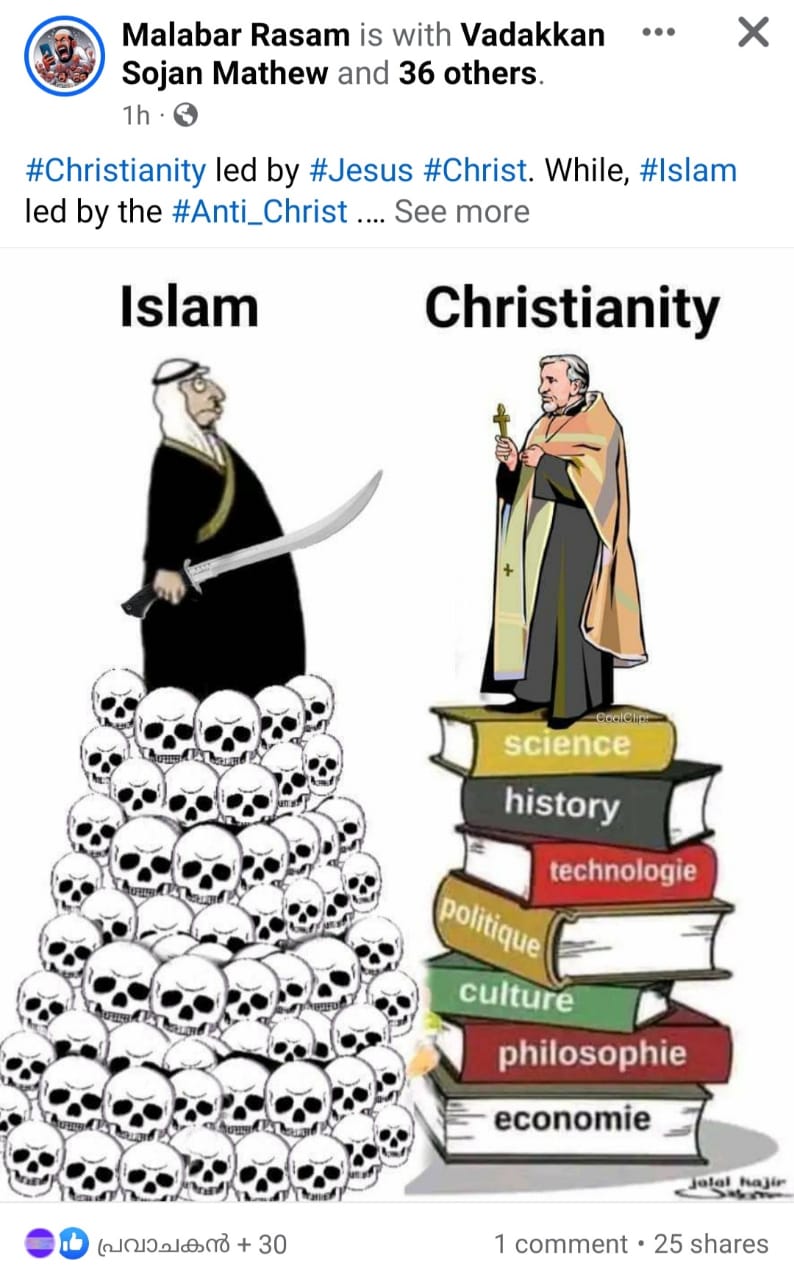 Malabar Rasam is with Vadakkan
Sojan Mathew and 36 others.
1h ·
#Christianity led by #Jesus #Christ. While, #Islam
led by the #Anti_Christ .... See more
Islam
Christianity
CoolClips
science
history
technologie
politique
culture
philosophie
economie
jalal hajir
പ്രവാചകൻ + 30
1 comment • 25 shares